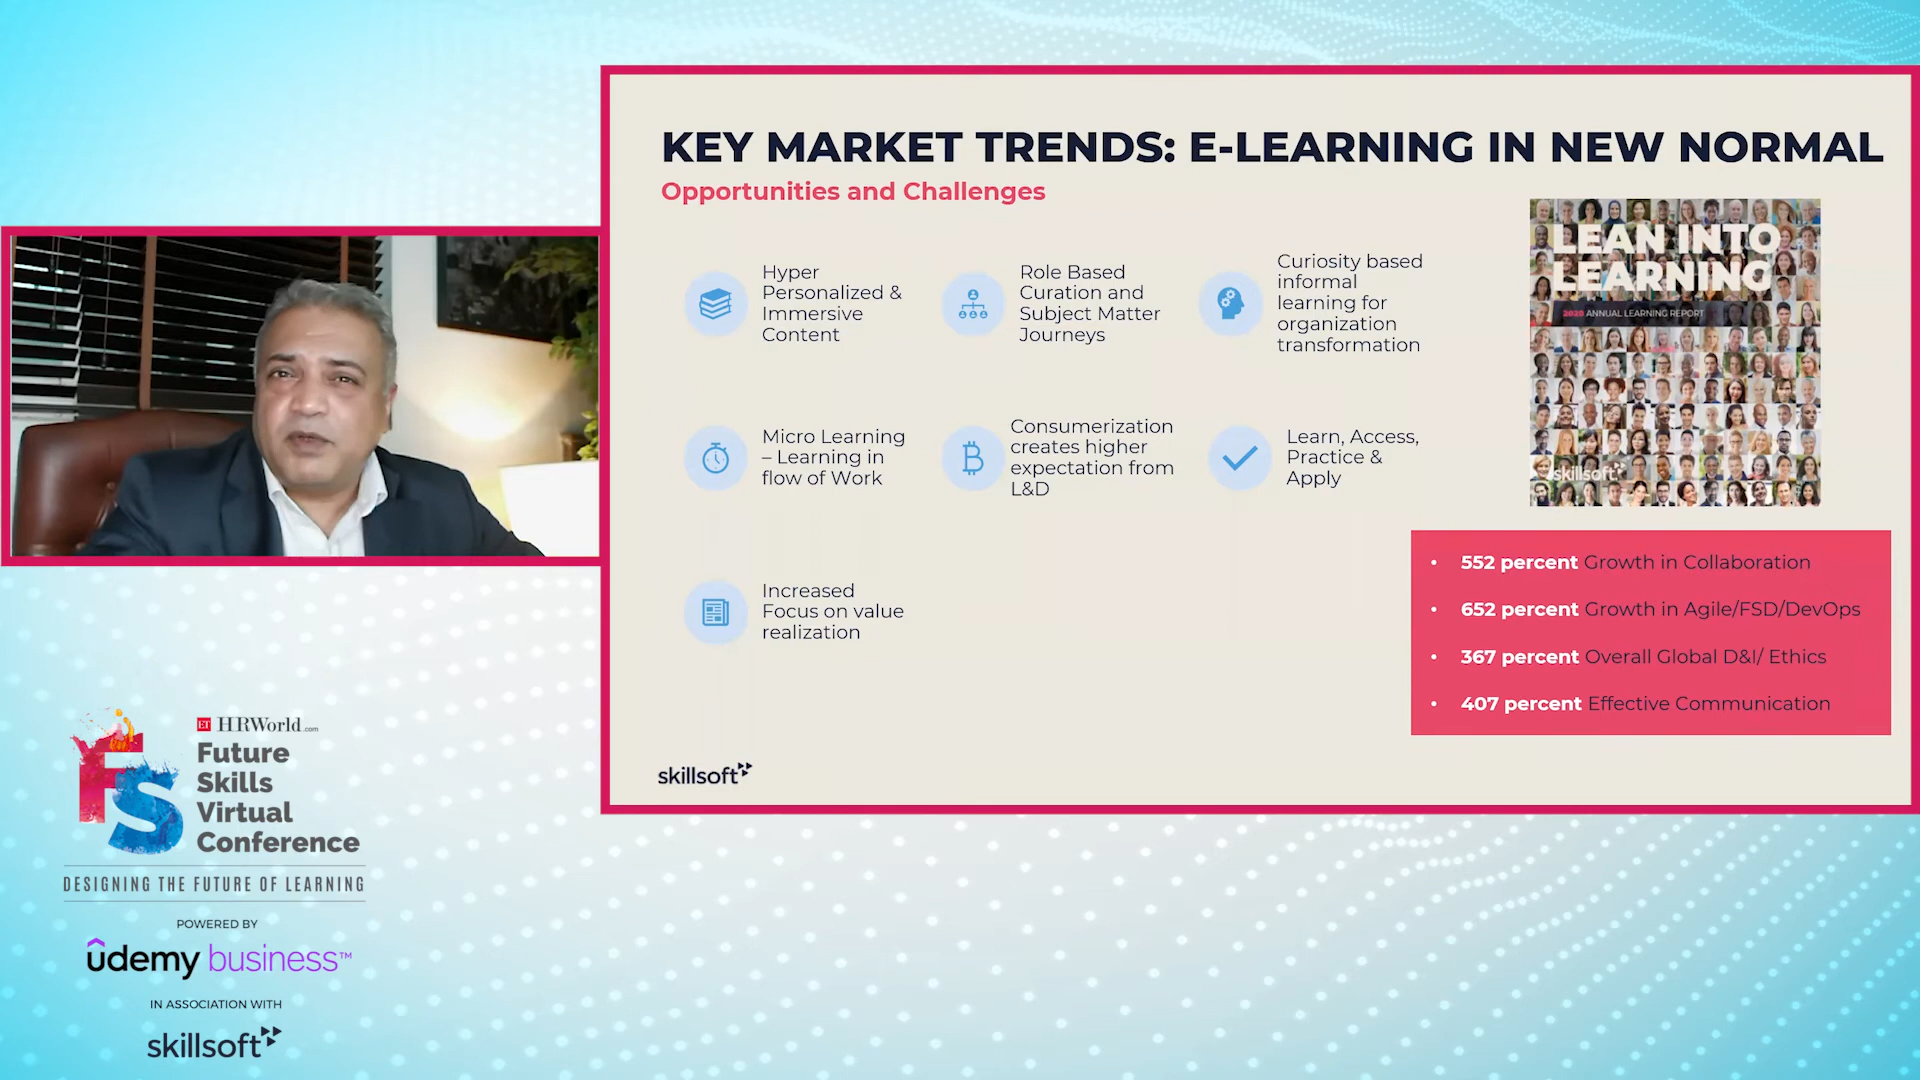 KEY MARKET TRENDS: E-LEARNING IN NEW NORMAL
Opportunities and Challenges
Hyper
Personalized &
Immersive
Content
Role Based
Curation and
Subject Matter
Journeys
Curiosity based
informal
learning for
organization
transformation
Micro Learning
– Learning in
flow of Work
Consumerization
creates higher
expectation from
L&D
Learn, Access,
Practice &
Apply
Increased
Focus on value
realization
LEAN INTO
LEARNING
2020 ANNUAL LEARNING REPORT
skillsoft
• 552 percent Growth in Collaboration
• 652 percent Growth in Agile/FSD/DevOps
• 367 percent Overall Global D&I/ Ethics
• 407 percent Effective Communication
skillsoft
FS
ET HRWorld.com
Future
Skills
Virtual
Conference
DESIGNING THE FUTURE OF LEARNING
POWERED BY
ûdemy business™
IN ASSOCIATION WITH
skillsoft